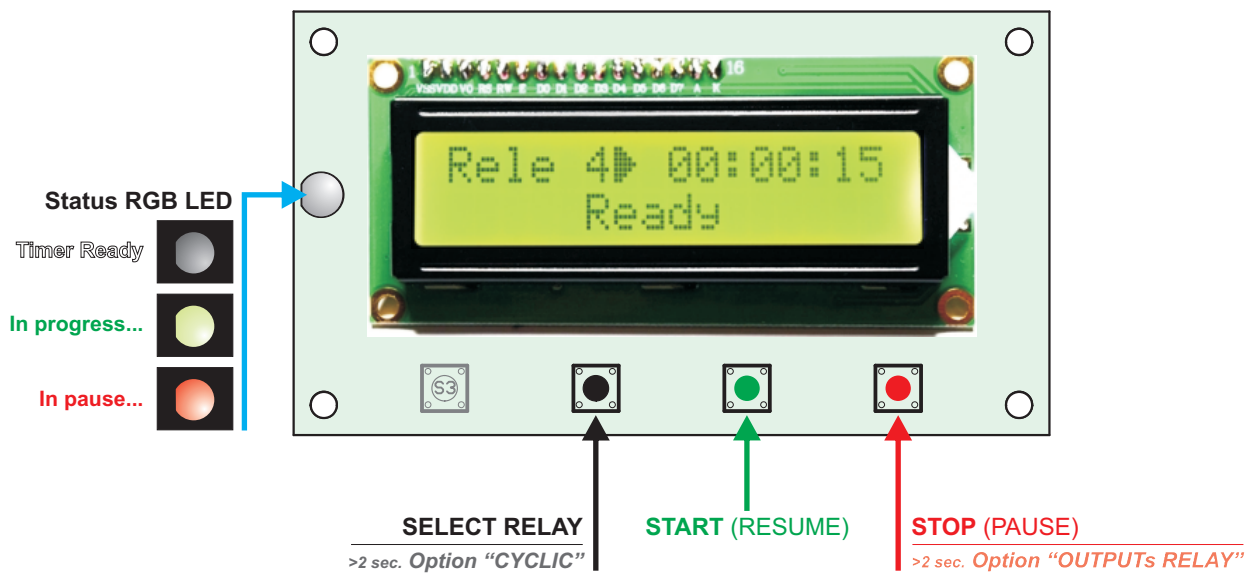 1 16
VSS VDD VO RS RW E D0 D1 D2 D3 D4 D5 D6 D7 A K
Rele 4 00:00:15
Ready
Status RGB LED
Timer Ready
In progress...
In pause...
S3
SELECT RELAY
>2 sec. Option “CYCLIC”
START (RESUME)
STOP (PAUSE)
>2 sec. Option “OUTPUTs RELAY”